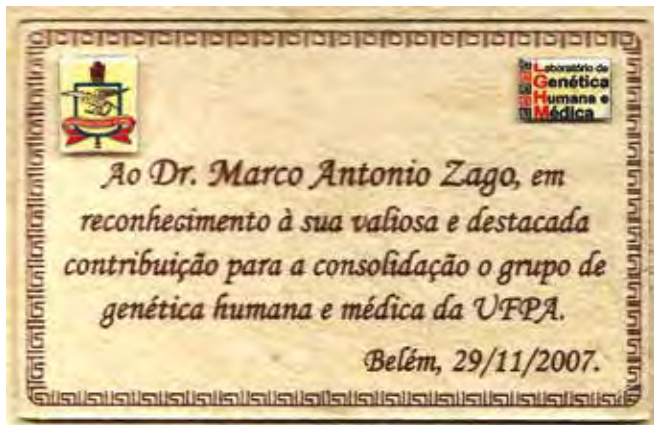 Laboratório de
Genética
Humana e
Médica
Ao Dr. Marco Antonio Zago, em
reconhecimento à sua valiosa e destacada
contribuição para a consolidação o grupo de
genética humana e médica da UFPA.
Belém, 29/11/2007.